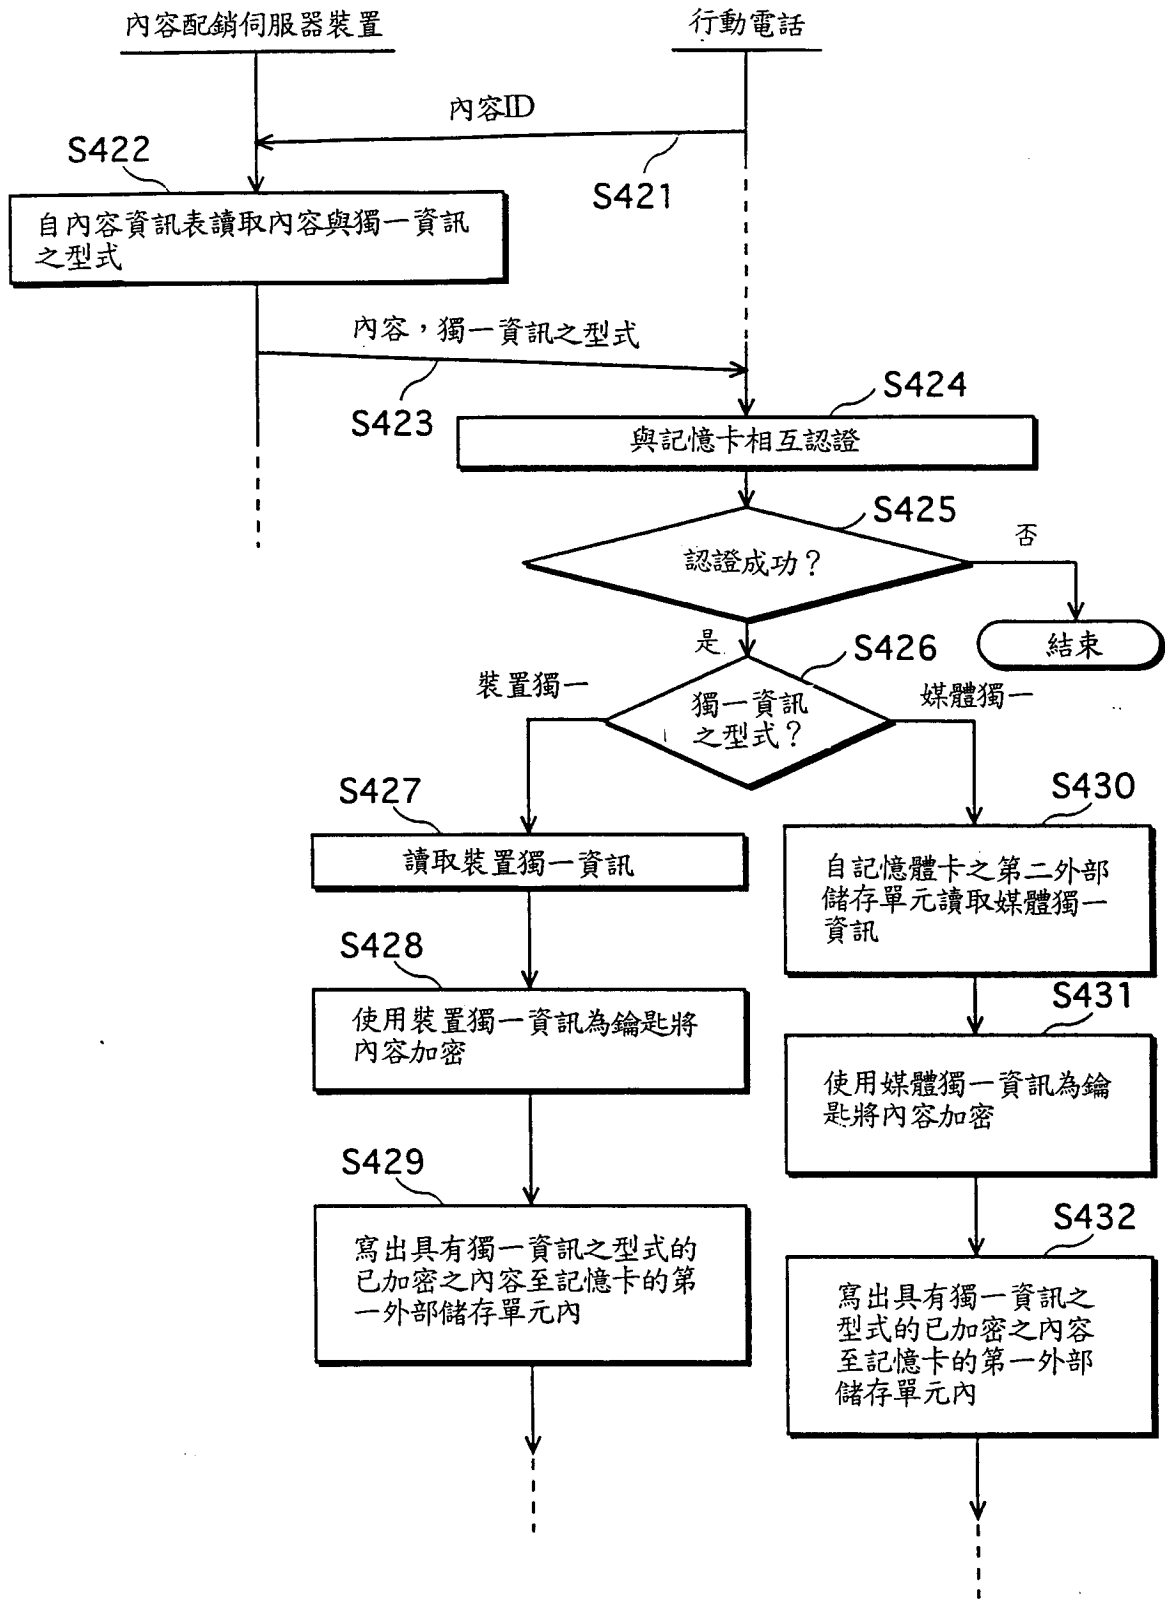 內容配銷伺服器裝置
行動電話
內容ID
S421
S422
自內容資訊表讀取內容與獨一資訊
之型式
內容，獨一資訊之型式
S423
S424
與記憶卡相互認證
S425
認證成功？
否
結束
是
S426
獨一資訊
之型式？
裝置獨一
媒體獨一
S427
讀取裝置獨一資訊
S430
自記憶體卡之第二外部
儲存單元讀取媒體獨一
資訊
S428
使用裝置獨一資訊為鑰匙將
內容加密
S431
使用媒體獨一資訊為鑰
匙將內容加密
S429
寫出具有獨一資訊之型式的
已加密之內容至記憶卡的第
一外部儲存單元內
S432
寫出具有獨一資訊之
型式的已加密之內容
至記憶卡的第一外部
儲存單元內